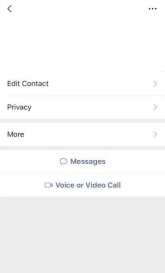 Edit Contact
Privacy
More
Messages
Voice or Video Call